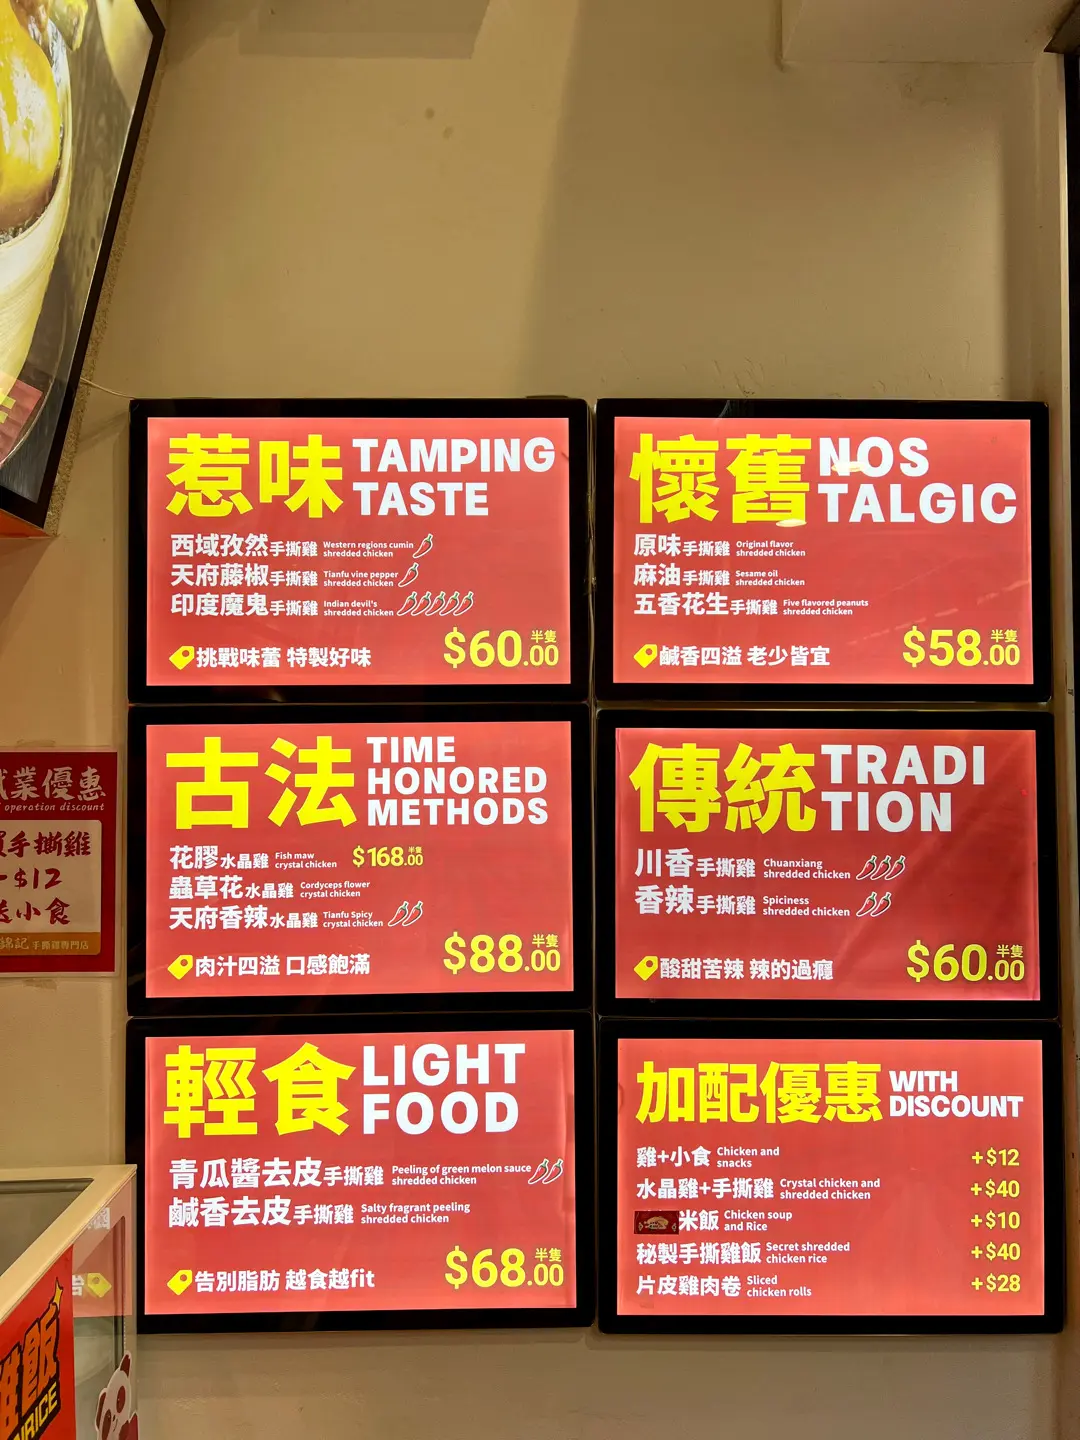 惹味 TAMPING
TASTE
西域孜然手撕雞 Western regions cumin
shredded chicken
天府藤椒手撕雞 Tianfu vine pepper
shredded chicken
印度魔鬼手撕雞 Indian devil's
shredded chicken
挑戰味蕾 特製好味
$60.00 半隻
懷舊 NOS
TALGIC
原味手撕雞 Original flavor
shredded chicken
麻油手撕雞 Sesame oil
shredded chicken
五香花生手撕雞 Five flavored peanuts
shredded chicken
鹹香四溢 老少皆宜
$58.00 半隻
古法 TIME
HONORED
METHODS
花膠水晶雞 Fish maw
crystal chicken
$168.00 半隻
蟲草花水晶雞 Cordyceps flower
crystal chicken
天府香辣水晶雞 Tianfu Spicy
crystal chicken
肉汁四溢 口感飽滿
$88.00 半隻
傳統 TRADI
TION
川香手撕雞 Chuanxiang
shredded chicken
香辣手撕雞 Spiciness
shredded chicken
酸甜苦辣 辣的過癮
$60.00 半隻
輕食 LIGHT
FOOD
青瓜醬去皮手撕雞 Peeling of green melon sauce
shredded chicken
鹹香去皮手撕雞 Salty fragrant peeling
shredded chicken
告別脂肪 越食越fit
$68.00 半隻
加配優惠 WITH
DISCOUNT
雞+小食 Chicken and
snacks
+$12
水晶雞+手撕雞 Crystal chicken and
shredded chicken
+$40
米飯 Chicken soup
and Rice
+$10
秘製手撕雞飯 Secret shredded
chicken rice
+$40
片皮雞肉卷 Sliced
chicken rolls
+$28
業優惠
operation discount
手撕雞
$12
小食
錦記手撕雞專門店
飯
RICE